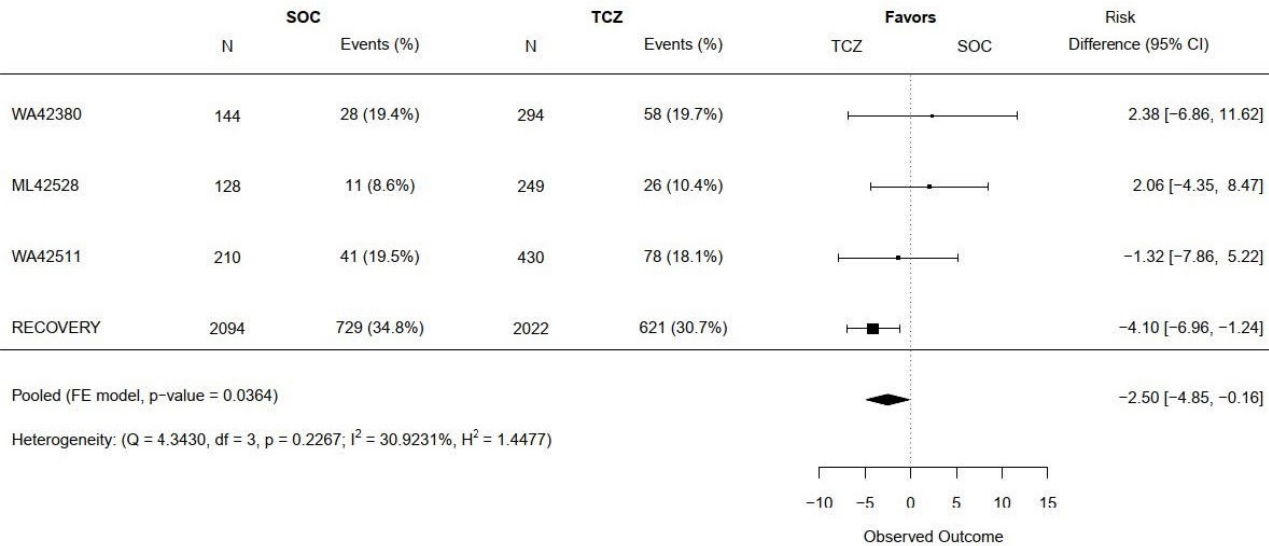 SOC TCZ Favors Risk
N Events (%) N Events (%) TCZ SOC Difference (95% CI)
WA42380 144 28 (19.4%) 294 58 (19.7%) 2.38 [−6.86, 11.62]
ML42528 128 11 (8.6%) 249 26 (10.4%) 2.06 [−4.35, 8.47]
WA42511 210 41 (19.5%) 430 78 (18.1%) −1.32 [−7.86, 5.22]
RECOVERY 2094 729 (34.8%) 2022 621 (30.7%) −4.10 [−6.96, −1.24]
Pooled (FE model, p−value = 0.0364) −2.50 [−4.85, −0.16]
Heterogeneity: (Q = 4.3430, df = 3, p = 0.2267; I² = 30.9231%, H² = 1.4477)
−10 −5 0 5 10 15
Observed Outcome